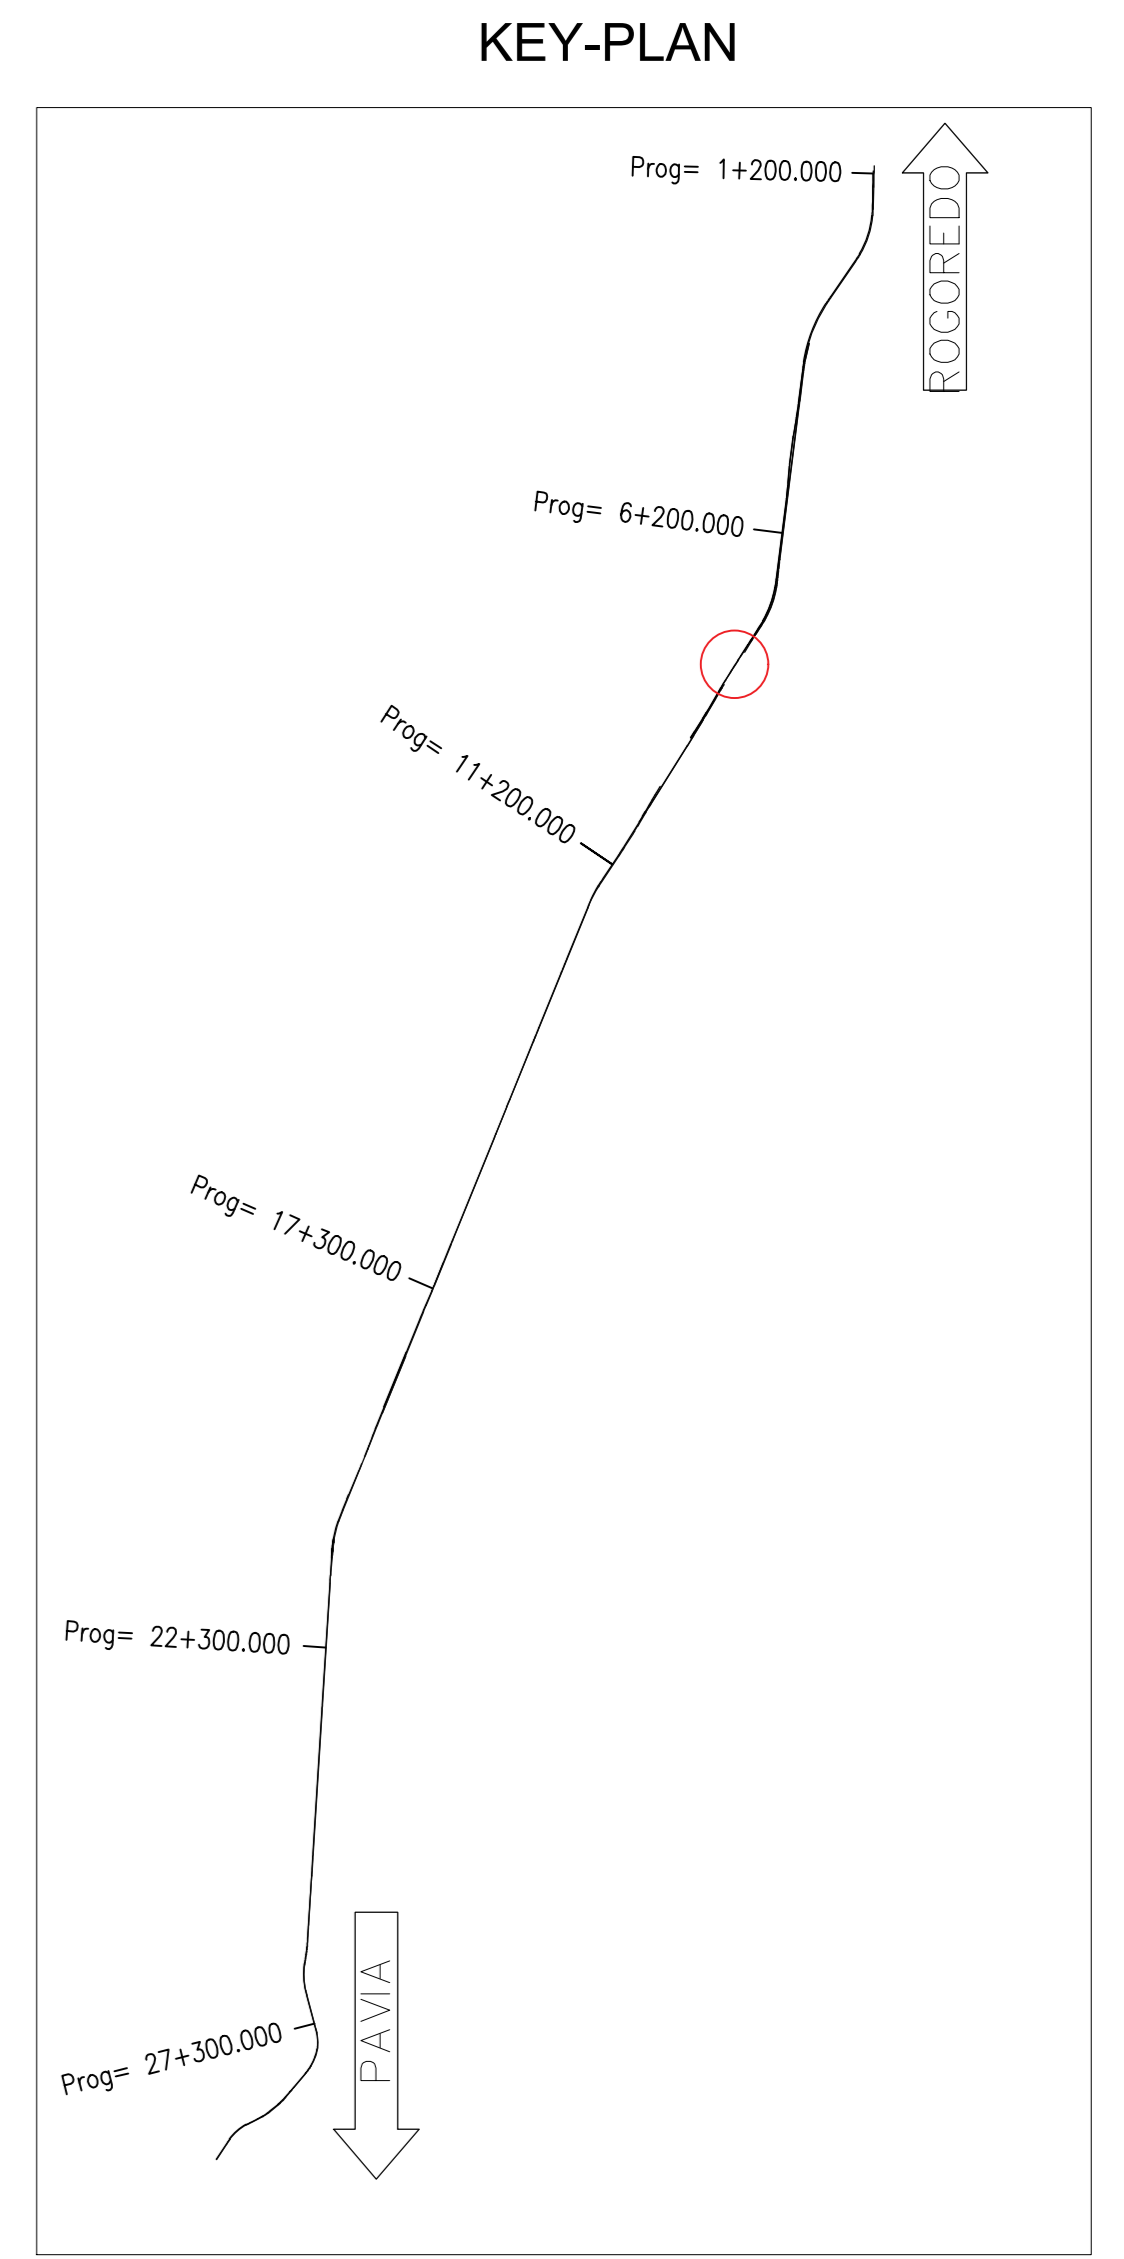 KEY-PLAN
Prog= 1+200.000
ROGOREDO
Prog= 6+200.000
Prog= 11+200.000
Prog= 17+300.000
Prog= 22+300.000
PAVIA
Prog= 27+300.000